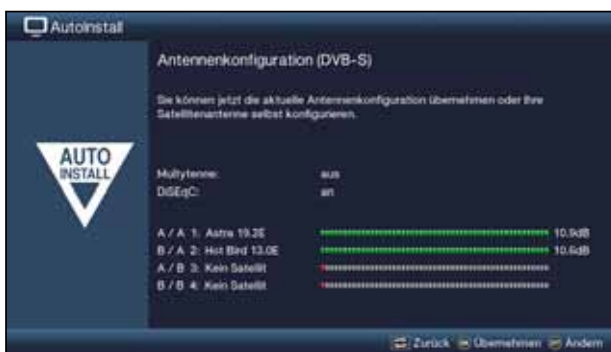 AutoInstall
Antennenkonfiguration (DVB-S)
Sie können jetzt die aktuelle Antennenkonfiguration übernehmen oder Ihre
Satellitenantenne selbst konfigurieren.
AUTO
INSTALL
Multytenne: aus
DiSEqC: an
A / A 1: Astra 19.2E 10.9dB
B / A 2: Hot Bird 13.0E 10.6dB
A / B 3: Kein Satellit
B / B 4: Kein Satellit
Zurück Übernehmen Ändern